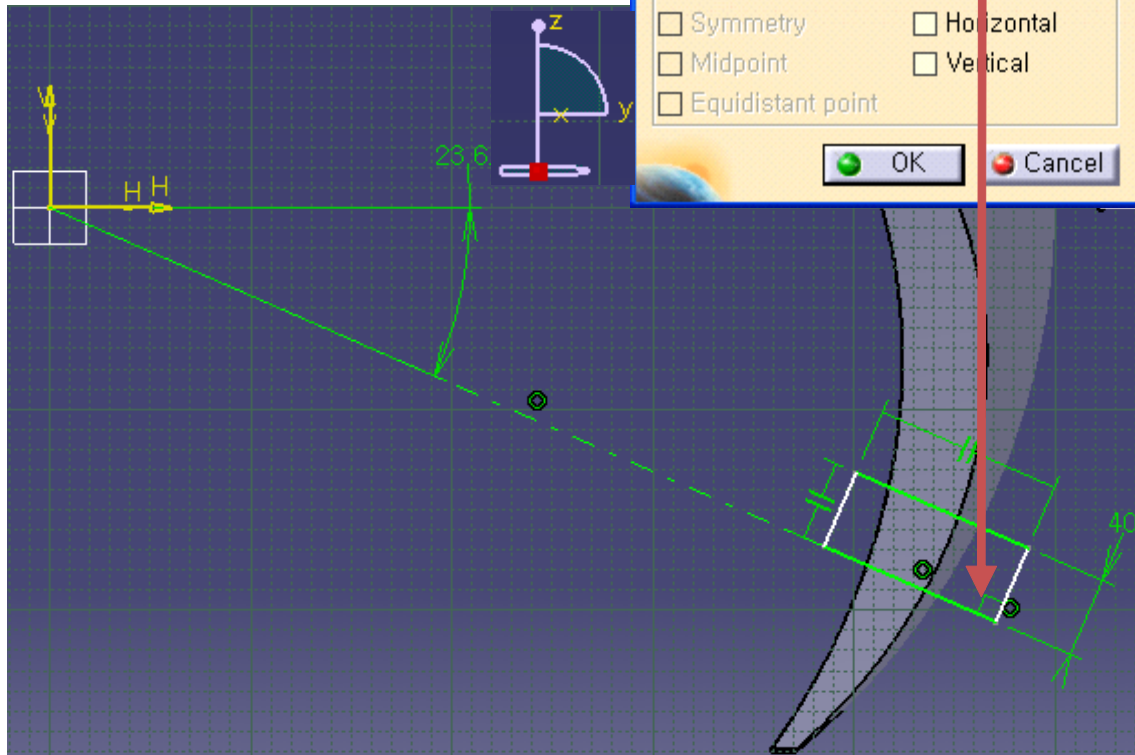 Symmetry Horizontal
Midpoint Vertical
Equidistant point
OK Cancel
z
x y
23,6
V
H H
40